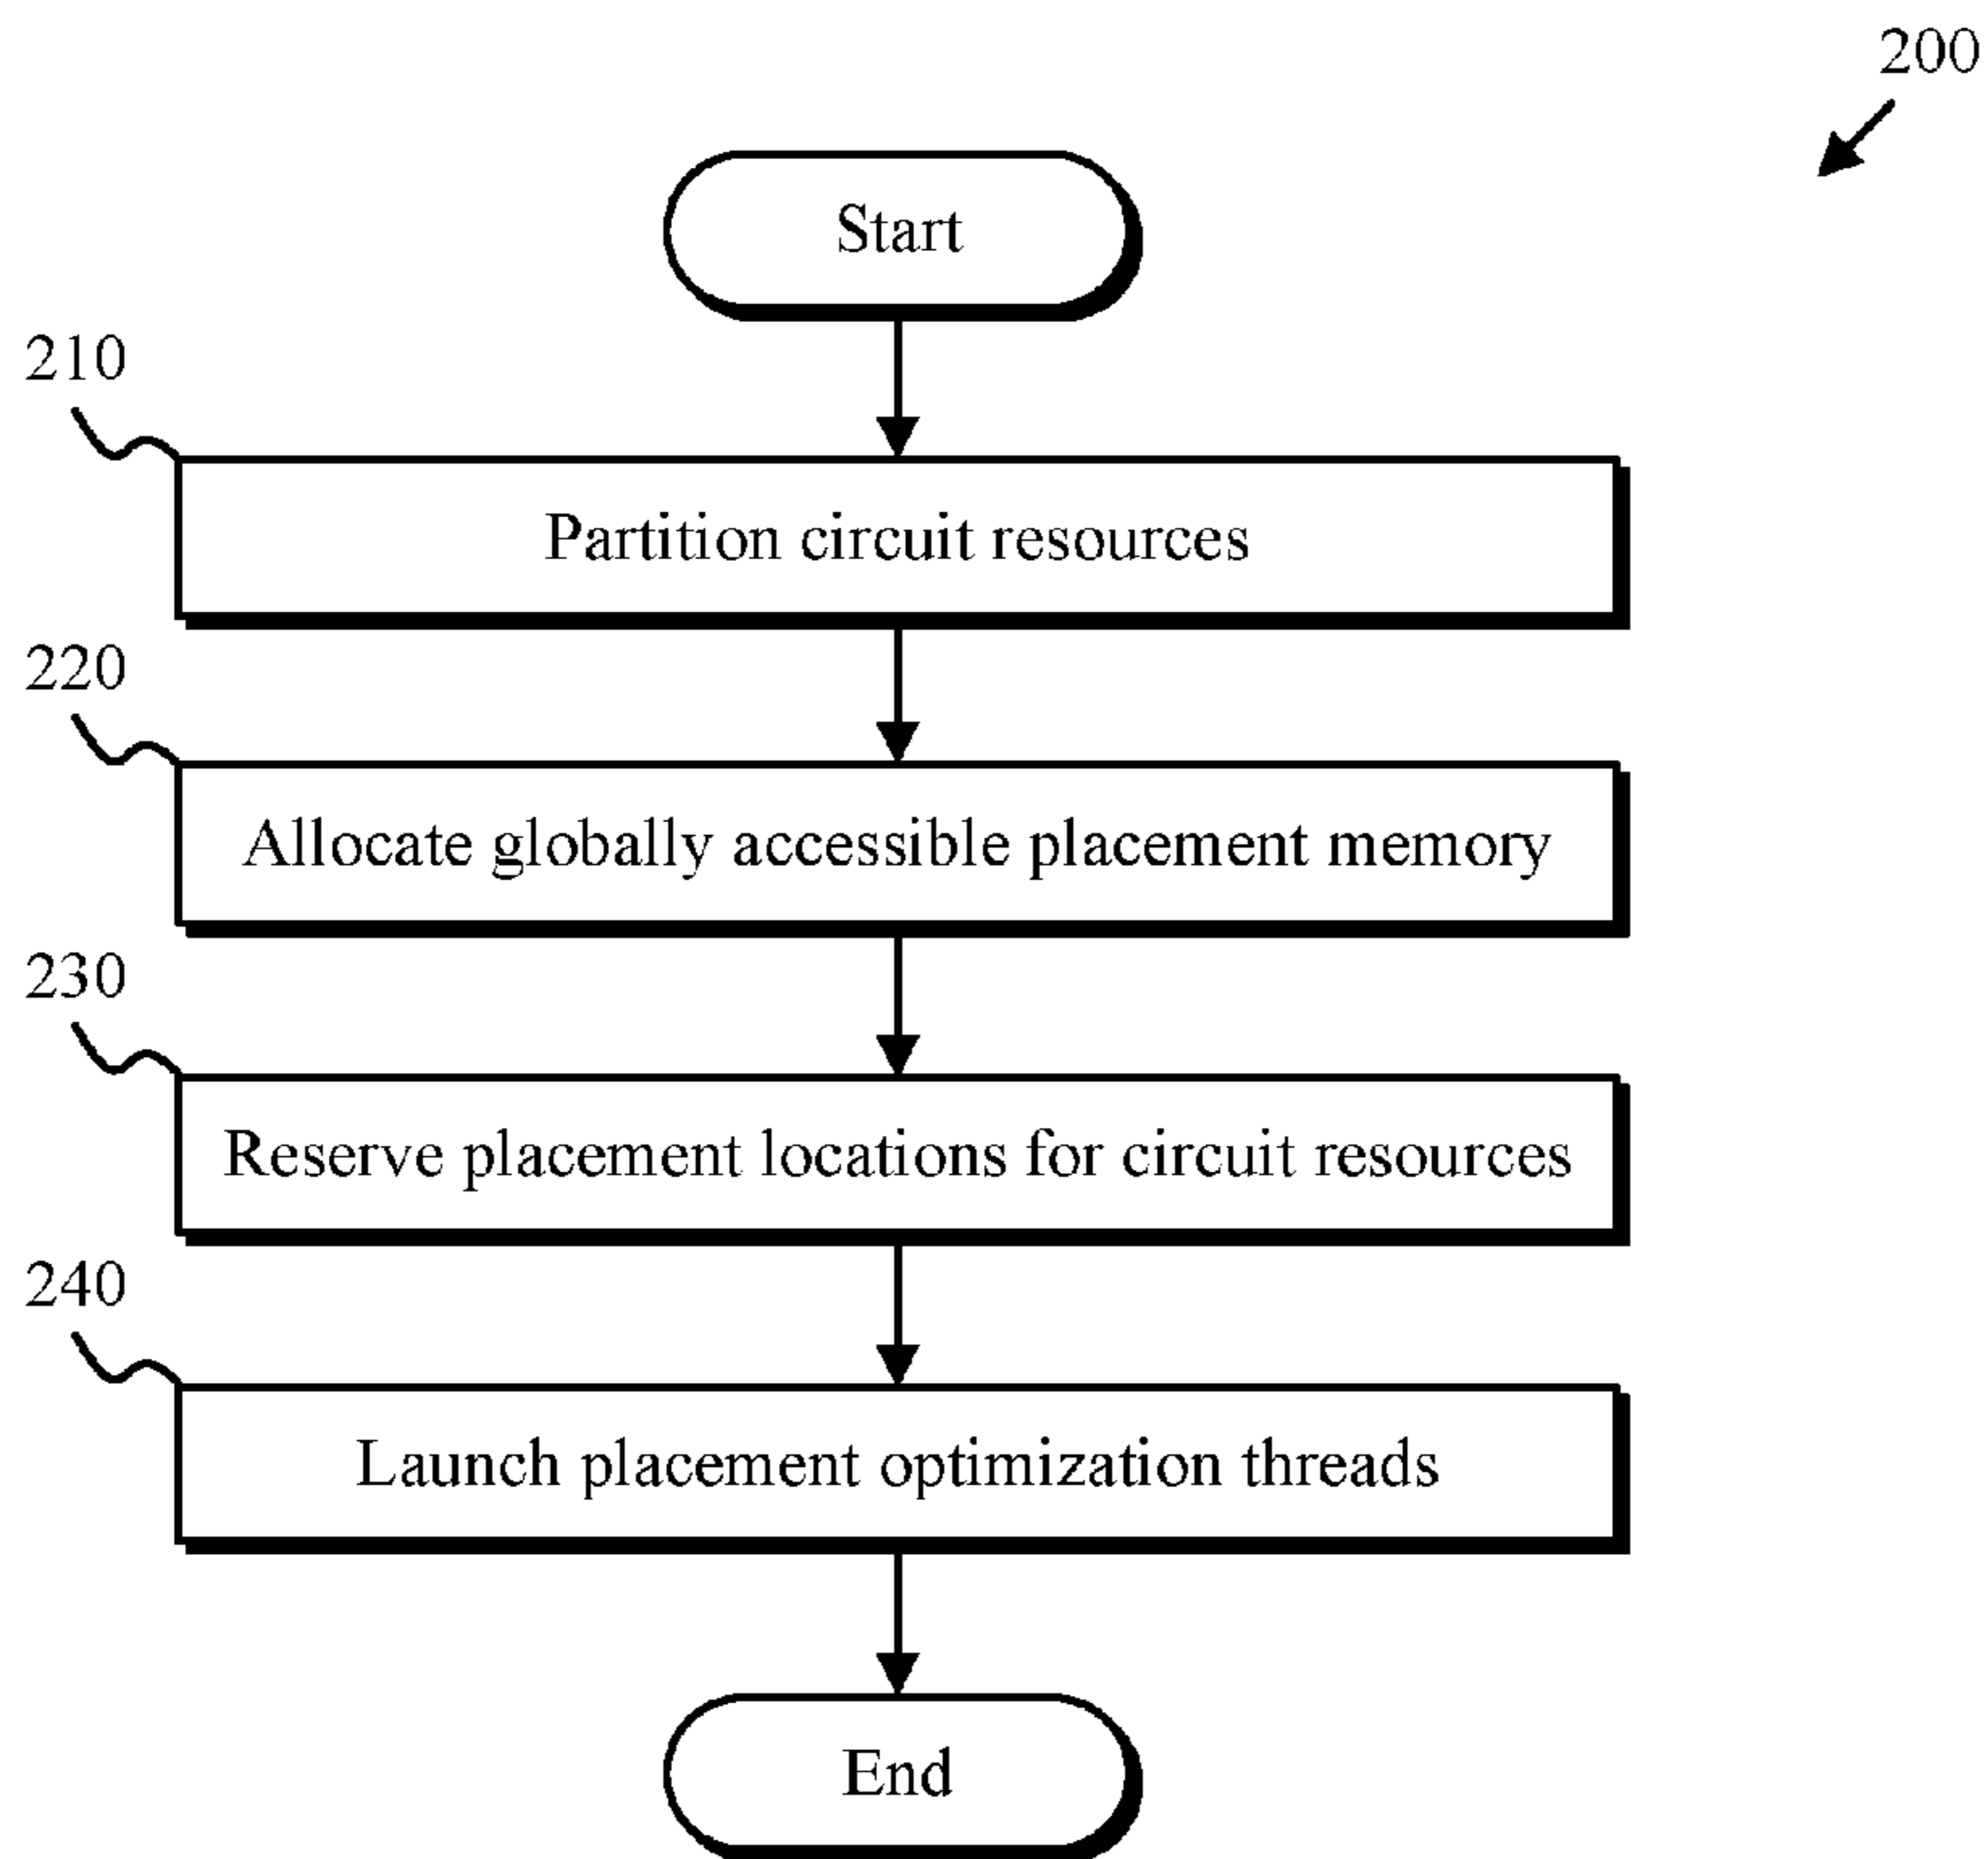 200
Start
210
Partition circuit resources
220
Allocate globally accessible placement memory
230
Reserve placement locations for circuit resources
240
Launch placement optimization threads
End